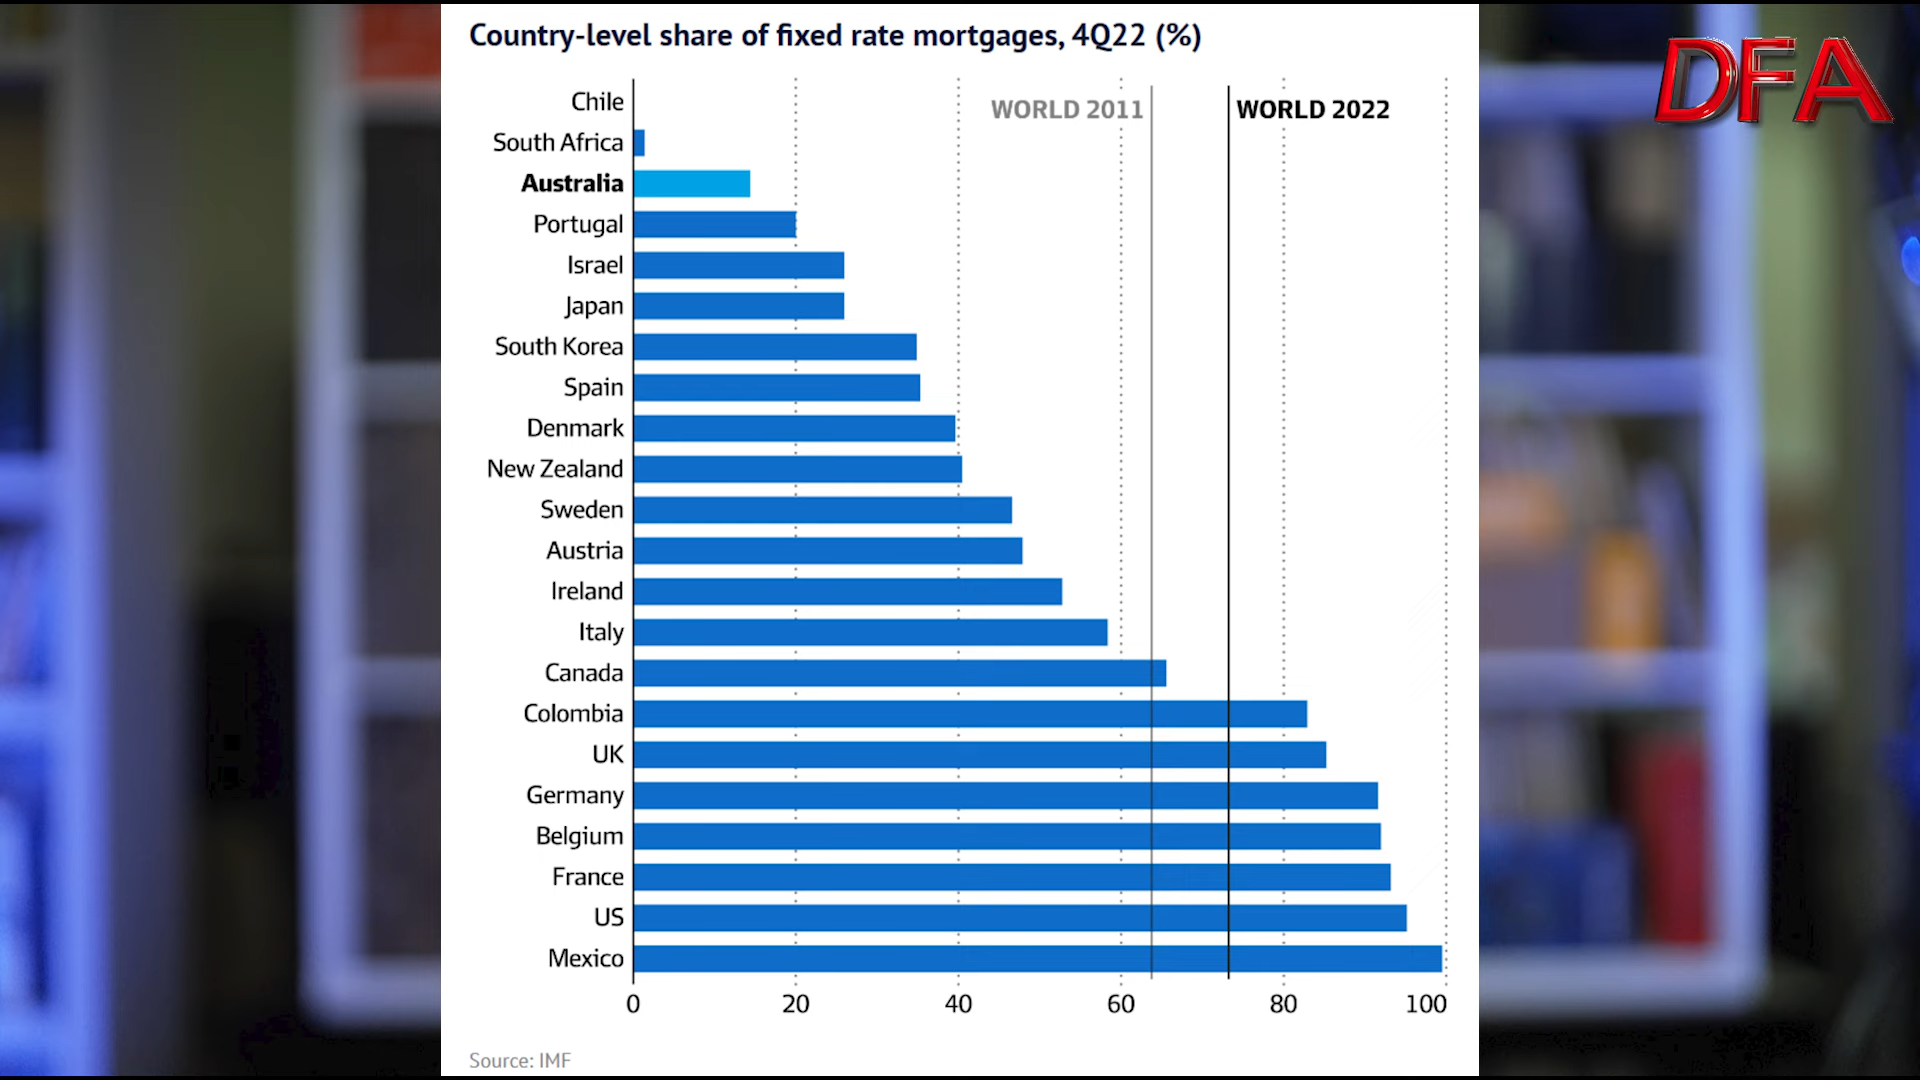 Country-level share of fixed rate mortgages, 4Q22 (%)
DFA
WORLD 2011
WORLD 2022
Chile
South Africa
Australia
Portugal
Israel
Japan
South Korea
Spain
Denmark
New Zealand
Sweden
Austria
Ireland
Italy
Canada
Colombia
UK
Germany
Belgium
France
US
Mexico
0 20 40 60 80 100
Source: IMF